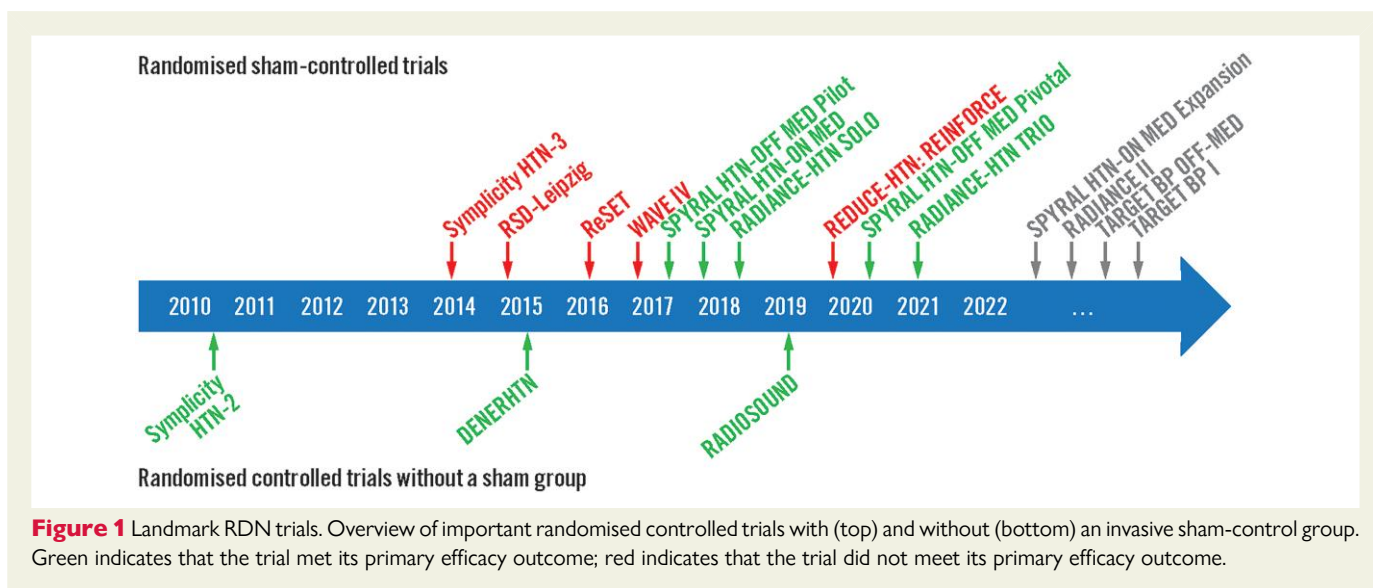 Randomised sham-controlled trials
Symplicity HTN-3
RSD-Leipzig
ReSET
WAVE IV
SPYRAL HTN-OFF MED Pilot
SPYRAL HTN-ON MED
RADIANCE-HTN SOLO
REDUCE-HTN: REINFORCE
SPYRAL HTN-OFF MED Pivotal
RADIANCE-HTN TRIO
SPYRAL HTN-ON MED Expansion
RADIANCE II
TARGET BP OFF-MED
TARGET BP I
2010 2011 2012 2013 2014 2015 2016 2017 2018 2019 2020 2021 2022 ...
Symplicity
HTN-2
DENERHTN
RADIOSOUND
Randomised controlled trials without a sham group
Figure 1 Landmark RDN trials. Overview of important randomised controlled trials with (top) and without (bottom) an invasive sham-control group.
Green indicates that the trial met its primary efficacy outcome; red indicates that the trial did not meet its primary efficacy outcome.